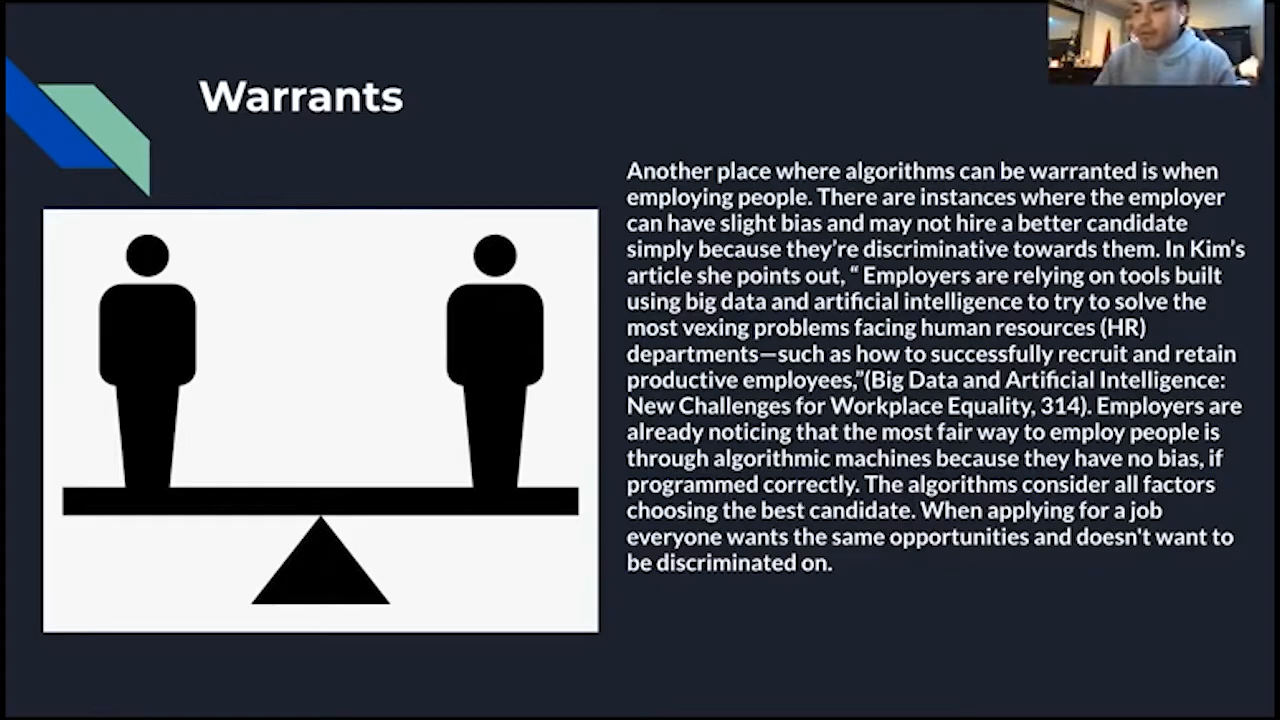 Warrants
Another place where algorithms can be warranted is when
employing people. There are instances where the employer
can have slight bias and may not hire a better candidate
simply because they’re discriminative towards them. In Kim’s
article she points out, “ Employers are relying on tools built
using big data and artificial intelligence to try to solve the
most vexing problems facing human resources (HR)
departments—such as how to successfully recruit and retain
productive employees,”(Big Data and Artificial Intelligence:
New Challenges for Workplace Equality, 314). Employers are
already noticing that the most fair way to employ people is
through algorithmic machines because they have no bias, if
programmed correctly. The algorithms consider all factors
choosing the best candidate. When applying for a job
everyone wants the same opportunities and doesn't want to
be discriminated on.